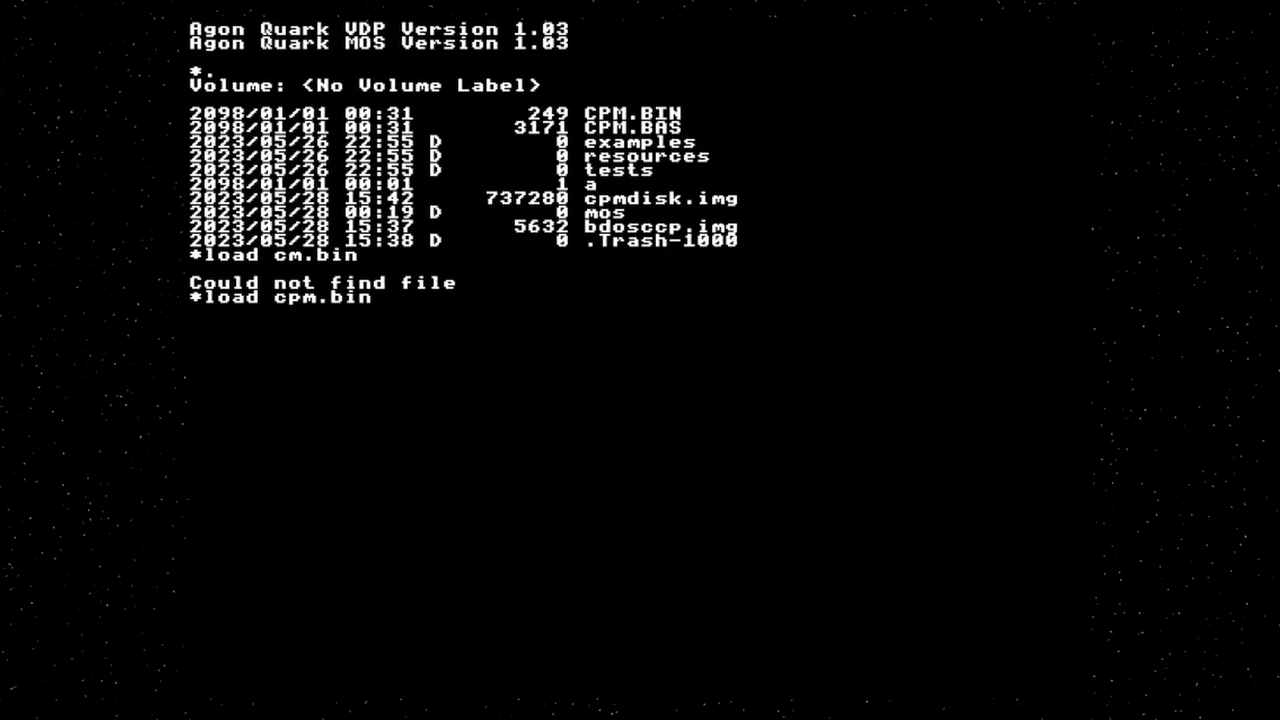 Agon Quark VDP Version 1.03
Agon Quark MOS Version 1.03
*.
Volume: <No Volume Label>
2098/01/01 00:31 249 CPM.BIN
2098/01/01 00:31 3171 CPM.BAS
2023/05/26 22:55 D 0 examples
2023/05/26 22:55 D 0 resources
2023/05/26 22:55 D 0 tests
2098/01/01 00:01 1 a
2023/05/28 15:42 737280 cpmdisk.img
2023/05/28 00:19 D 0 mos
2023/05/28 15:37 5632 bdosccp.img
2023/05/28 15:38 D 0 .Trash-1000
*load cm.bin
Could not find file
*load cpm.bin